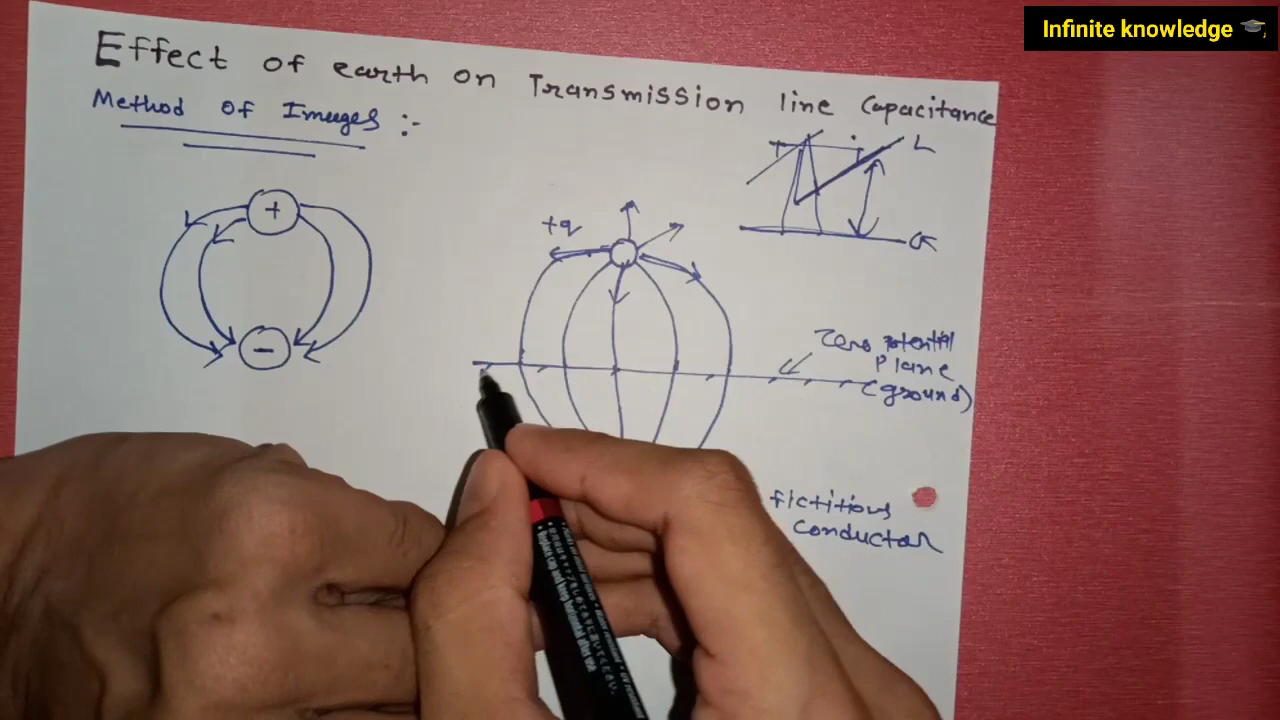 Infinite knowledge 🎓
Effect of earth on Transmission line Capacitance
Method of Images :-
L
G
+
+q
Zero potential
Plane
(ground)
-
fictitious
conductor